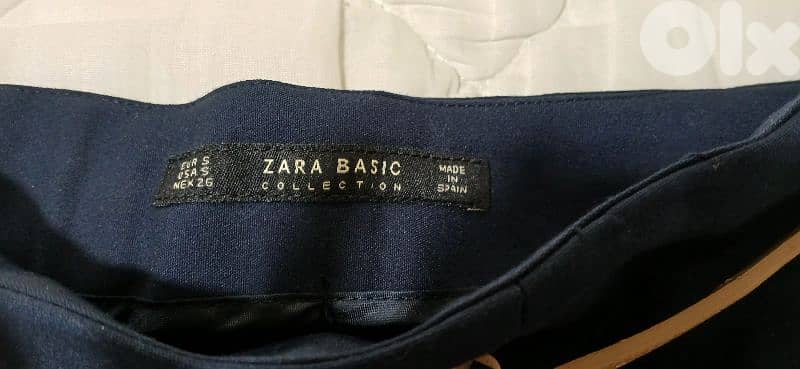 Olx
EUR S
USA S
MEX 26
ZARA BASIC
COLLECTION
MADE
IN
SPAIN